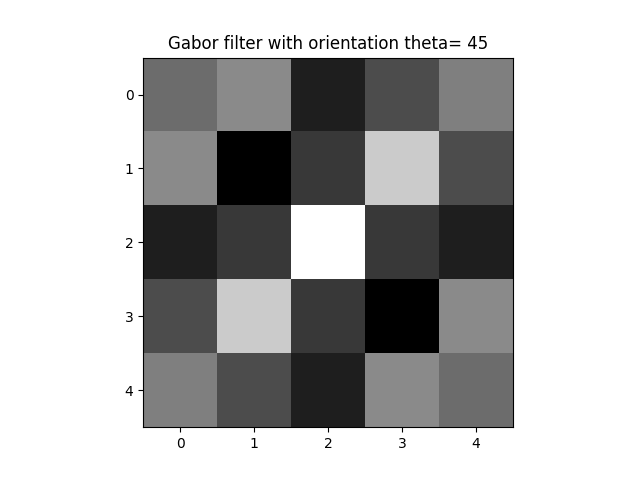 Gabor filter with orientation theta= 45
0
1
2
3
4
0 1 2 3 4